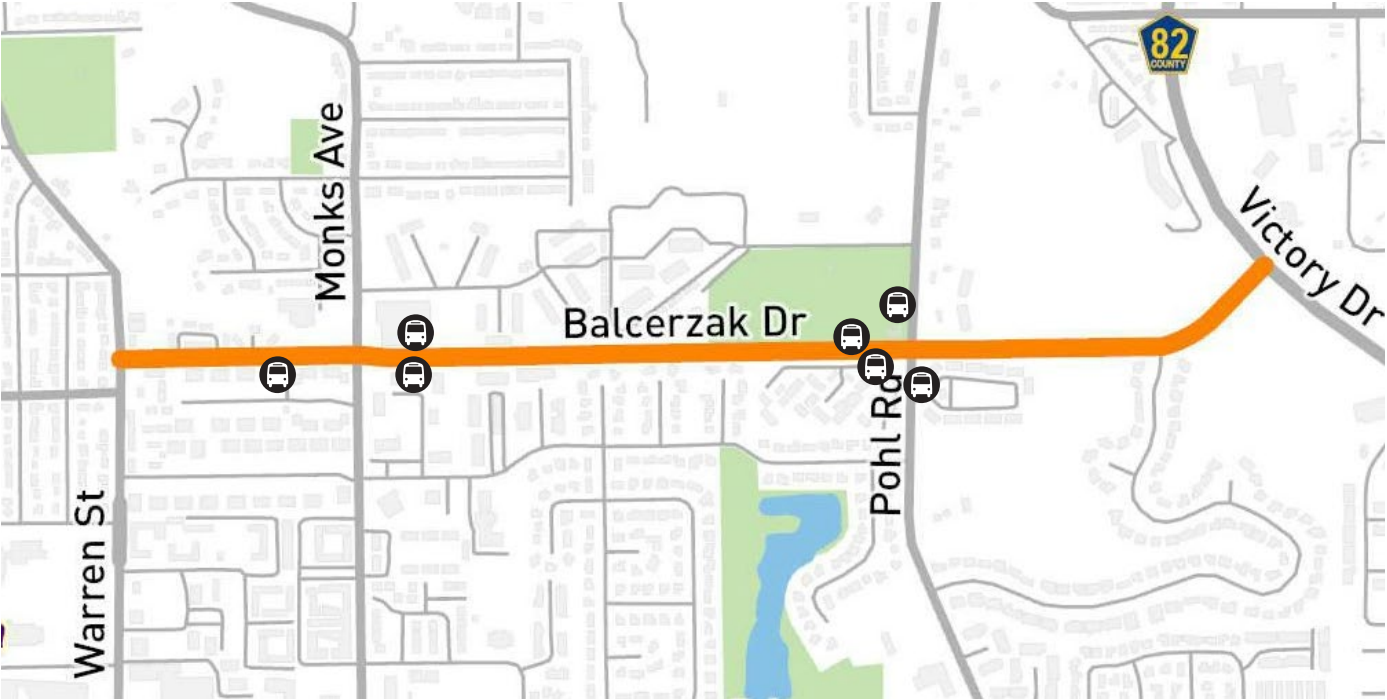 82
COUNTY
Monks Ave
Victory Dr
Balcerzak Dr
Pohl Rd
Warren St